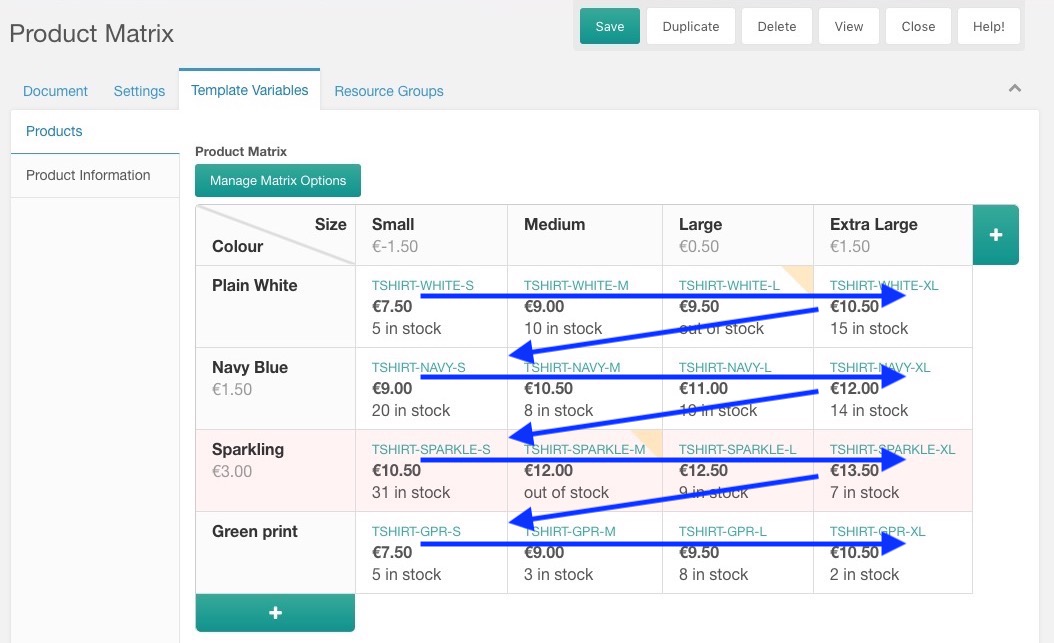 Product Matrix
Save Duplicate Delete View Close Help!
Document Settings Template Variables Resource Groups
Products
Product Information
Product Matrix
Manage Matrix Options
Size
Colour
Small Medium Large Extra Large
€-1.50 €0.50 €1.50
+
Plain White
TSHIRT-WHITE-S TSHIRT-WHITE-M TSHIRT-WHITE-L TSHIRT-WHITE-XL
€7.50 €9.00 €9.50 €10.50
5 in stock 10 in stock out of stock 15 in stock
Navy Blue
€1.50
TSHIRT-NAVY-S TSHIRT-NAVY-M TSHIRT-NAVY-L TSHIRT-NAVY-XL
€9.00 €10.50 €11.00 €12.00
20 in stock 8 in stock in stock 14 in stock
Sparkling
€3.00
TSHIRT-SPARKLE-S TSHIRT-SPARKLE-M TSHIRT-SPARKLE-L TSHIRT-SPARKLE-XL
€10.50 €12.00 €12.50 €13.50
31 in stock out of stock 9 in stock 7 in stock
Green print
TSHIRT-GPR-S TSHIRT-GPR-M TSHIRT-GPR-L TSHIRT-GPR-XL
€7.50 €9.00 €9.50 €10.50
5 in stock 3 in stock 8 in stock 2 in stock
+